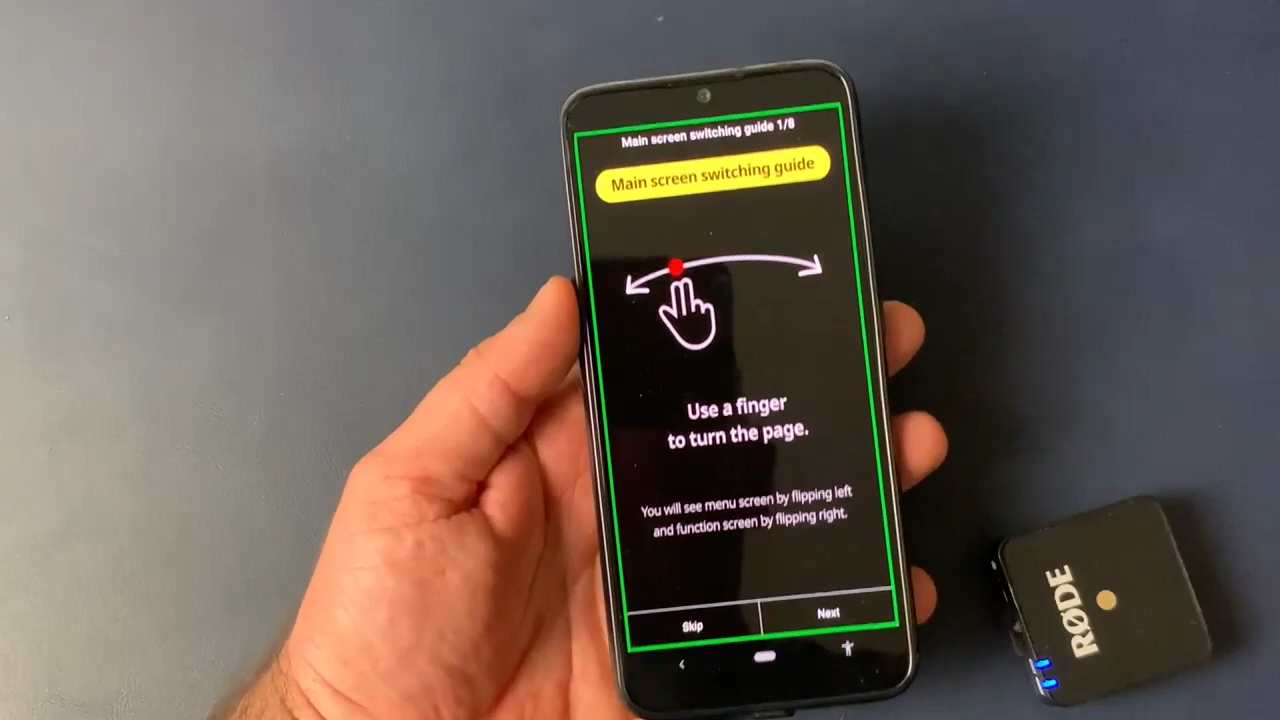 Main screen switching guide 1/8
Main screen switching guide
Use a finger
to turn the page.
You will see menu screen by flipping left
and function screen by flipping right.
Skip
Next
RØDE